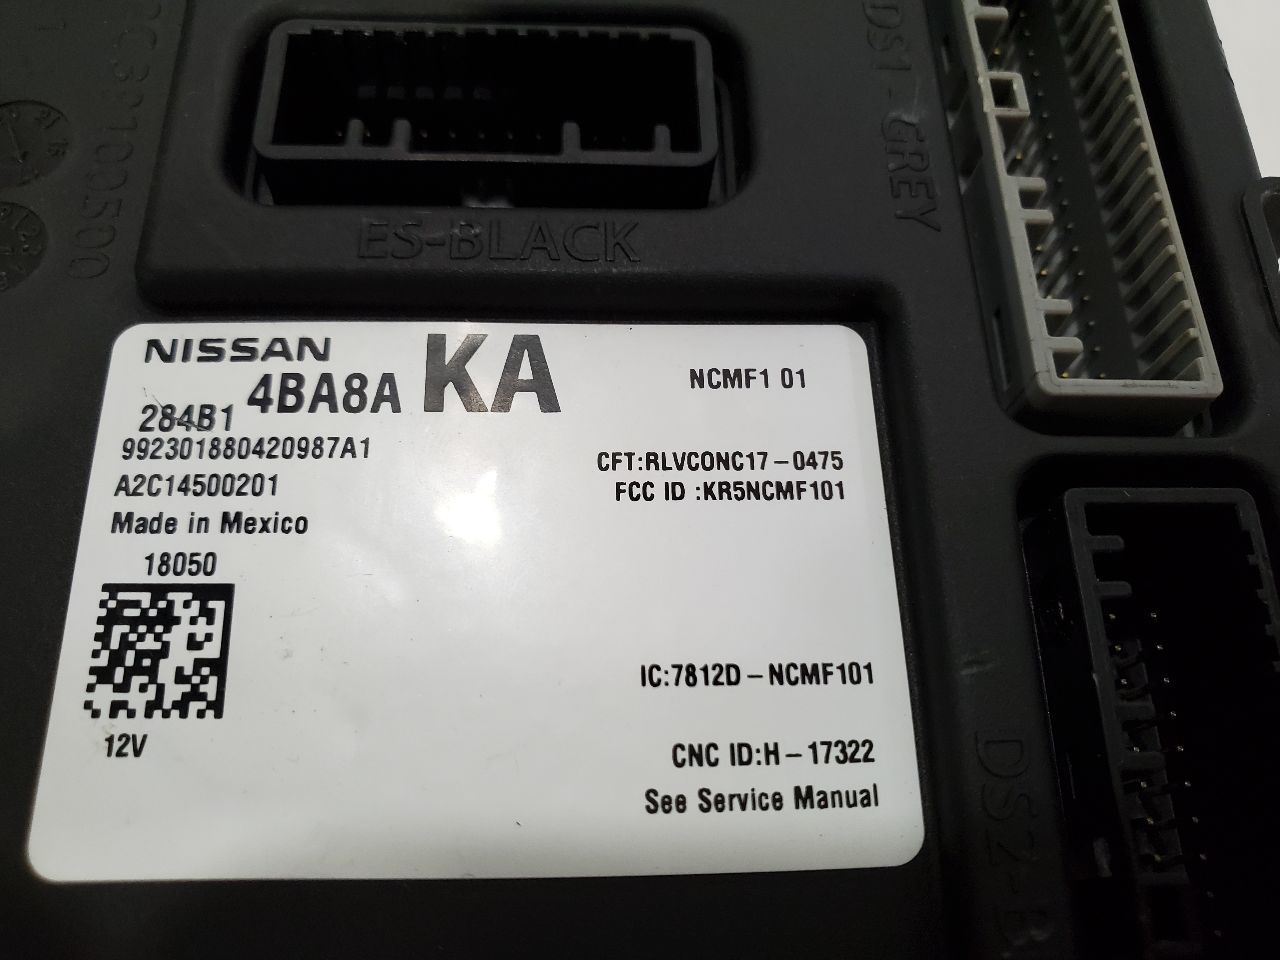 ES-BLACK
DS1-GREY
NISSAN
284B1 4BA8A KA
NCMF1 01
992301880420987A1
A2C14500201
Made in Mexico
18050
12V
CFT:RLVCONC17-0475
FCC ID :KR5NCMF101
IC:7812D-NCMF101
CNC ID:H-17322
See Service Manual